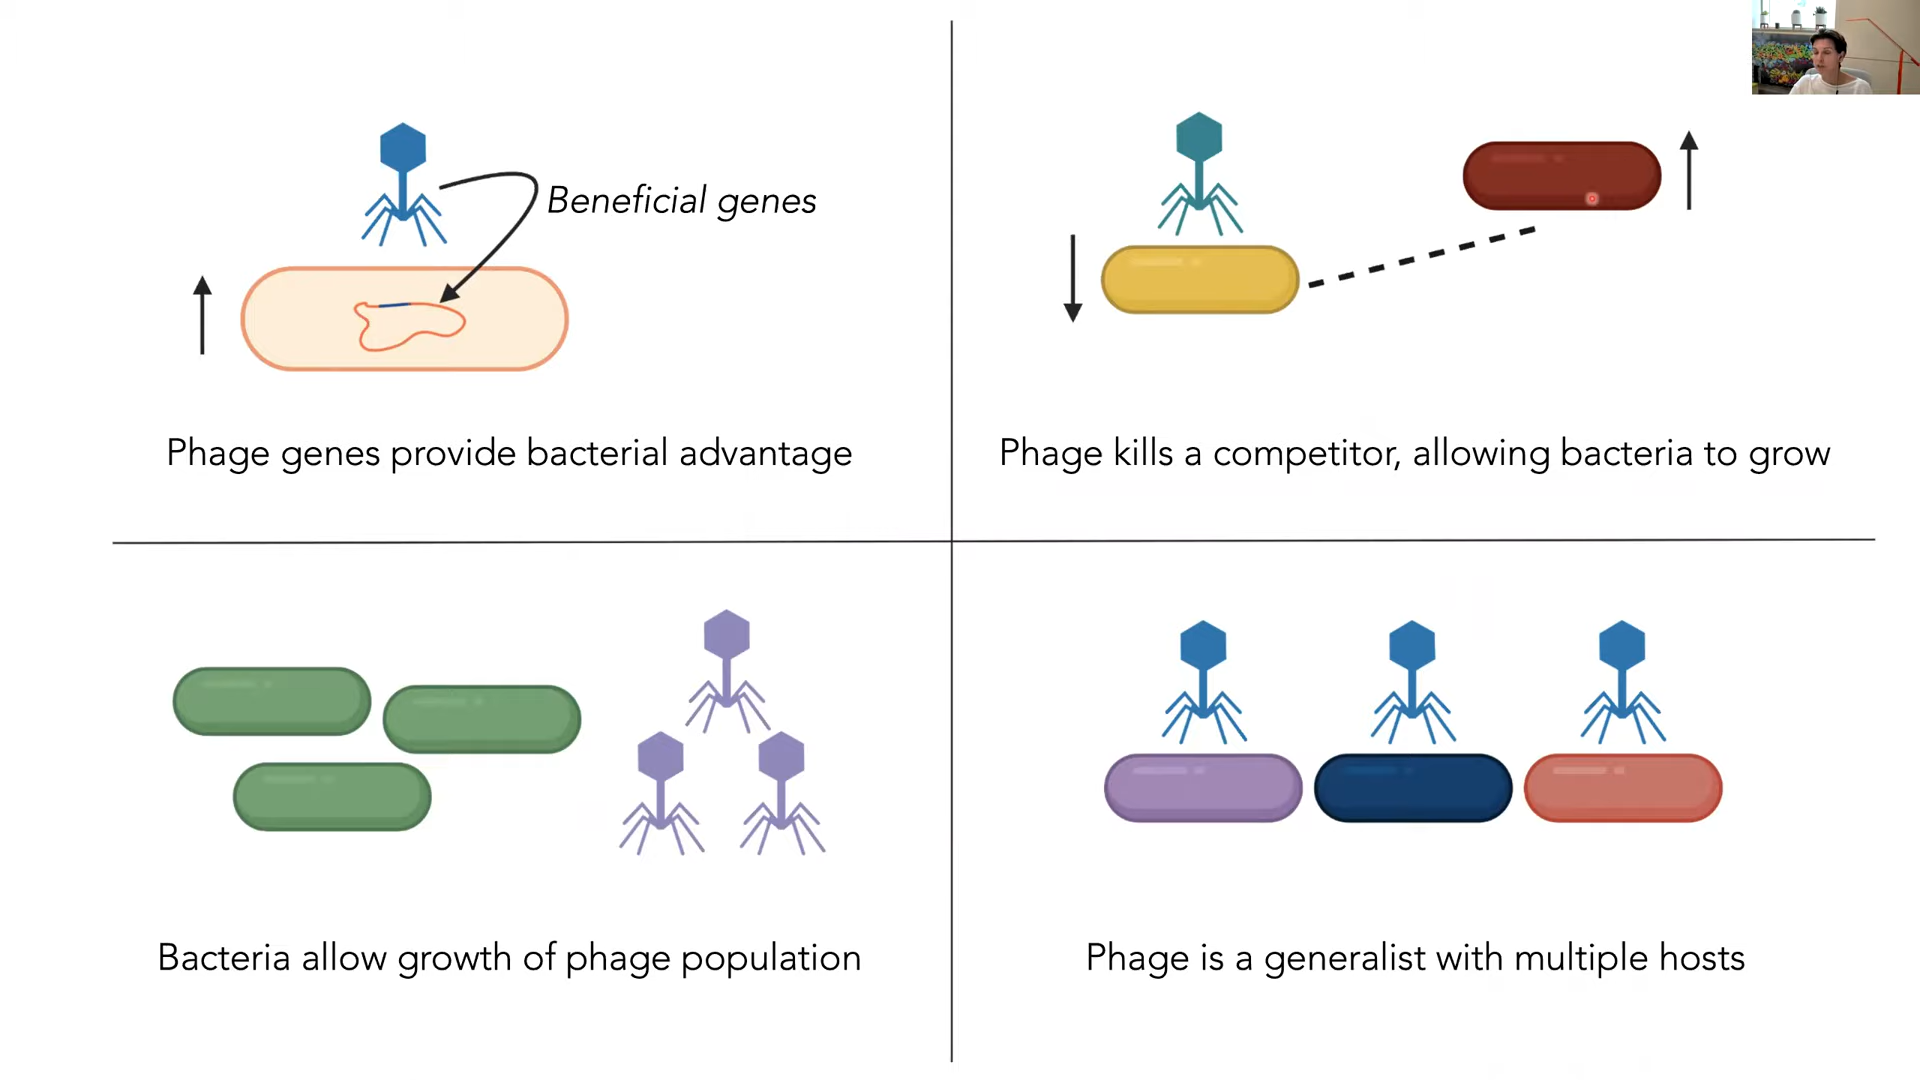 Beneficial genes
Phage genes provide bacterial advantage
Phage kills a competitor, allowing bacteria to grow
Bacteria allow growth of phage population
Phage is a generalist with multiple hosts